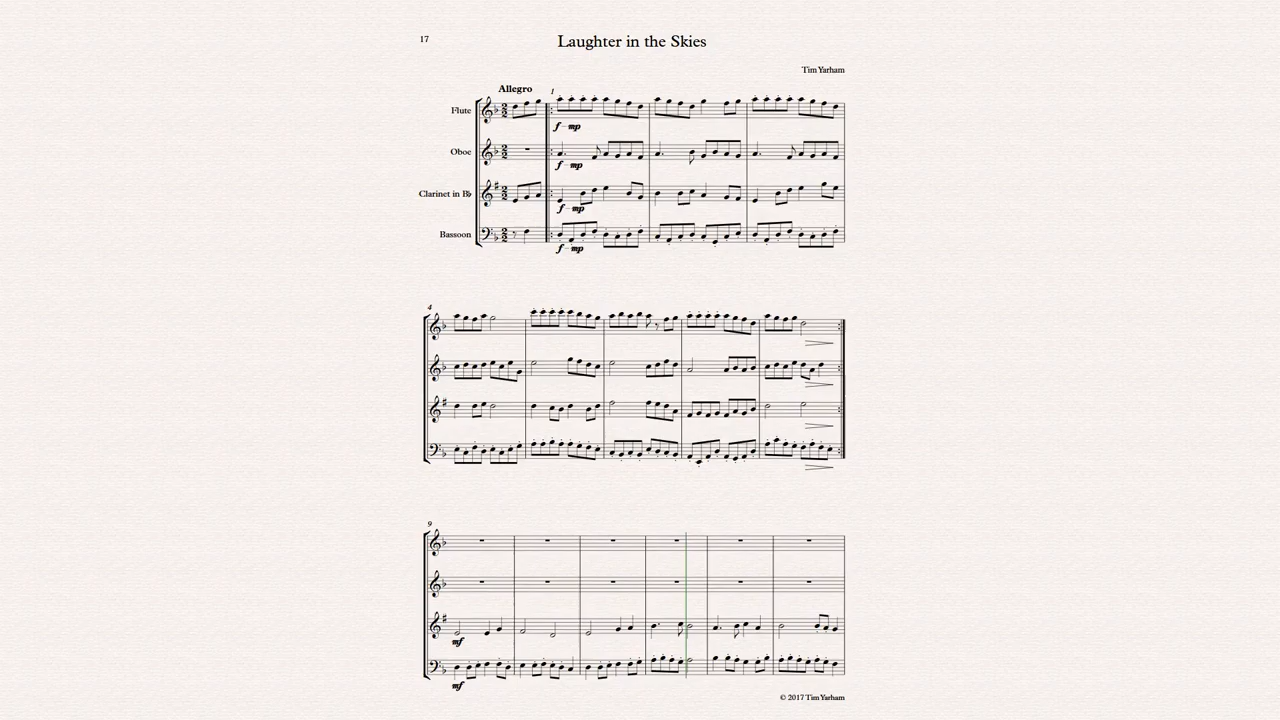 17
Laughter in the Skies
Tim Yarham
Allegro
1
Flute
f mp
Oboe
f mp
Clarinet in B♭
f mp
Bassoon
f mp
4
9
mf
mf
© 2017 Tim Yarham